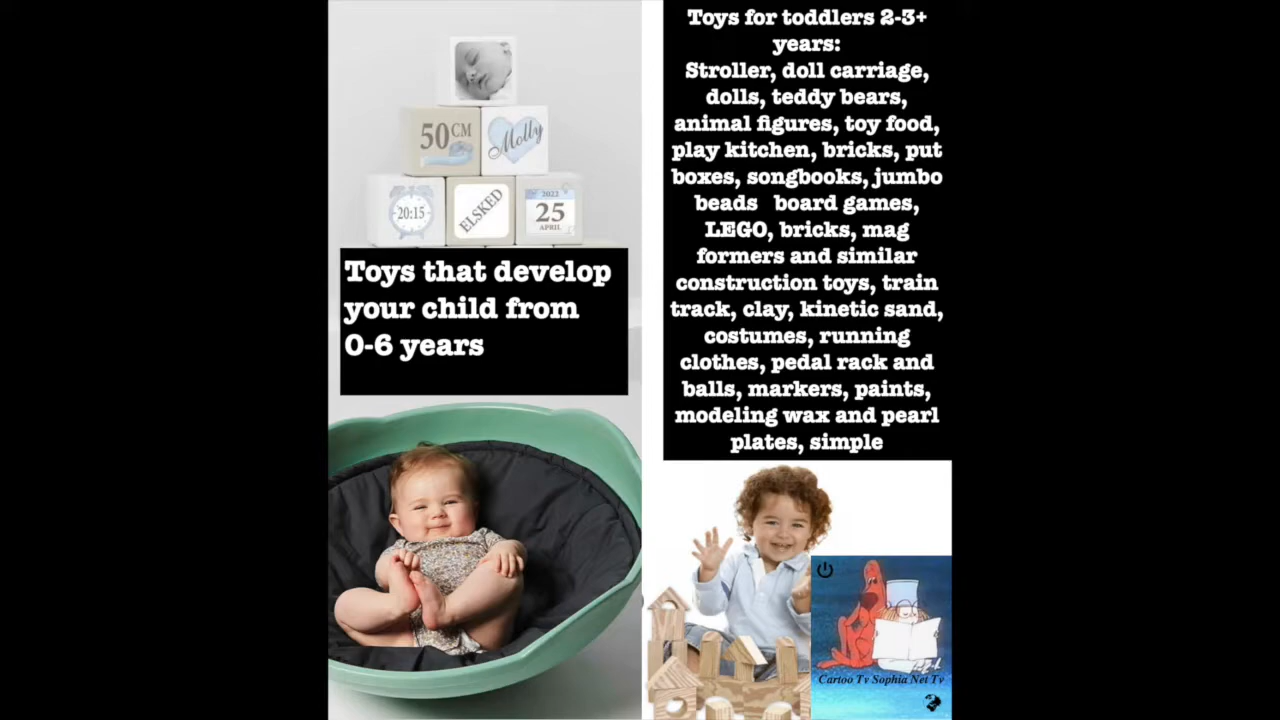 50 CM
Molly
20:15
ELSKED
2022
25
APRIL
Toys that develop
your child from
0-6 years
Toys for toddlers 2-3+
years:
Stroller, doll carriage,
dolls, teddy bears,
animal figures, toy food,
play kitchen, bricks, put
boxes, songbooks, jumbo
beads board games,
LEGO, bricks, mag
formers and similar
construction toys, train
track, clay, kinetic sand,
costumes, running
clothes, pedal rack and
balls, markers, paints,
modeling wax and pearl
plates, simple
Cartoo Tv Sophia Net Tv